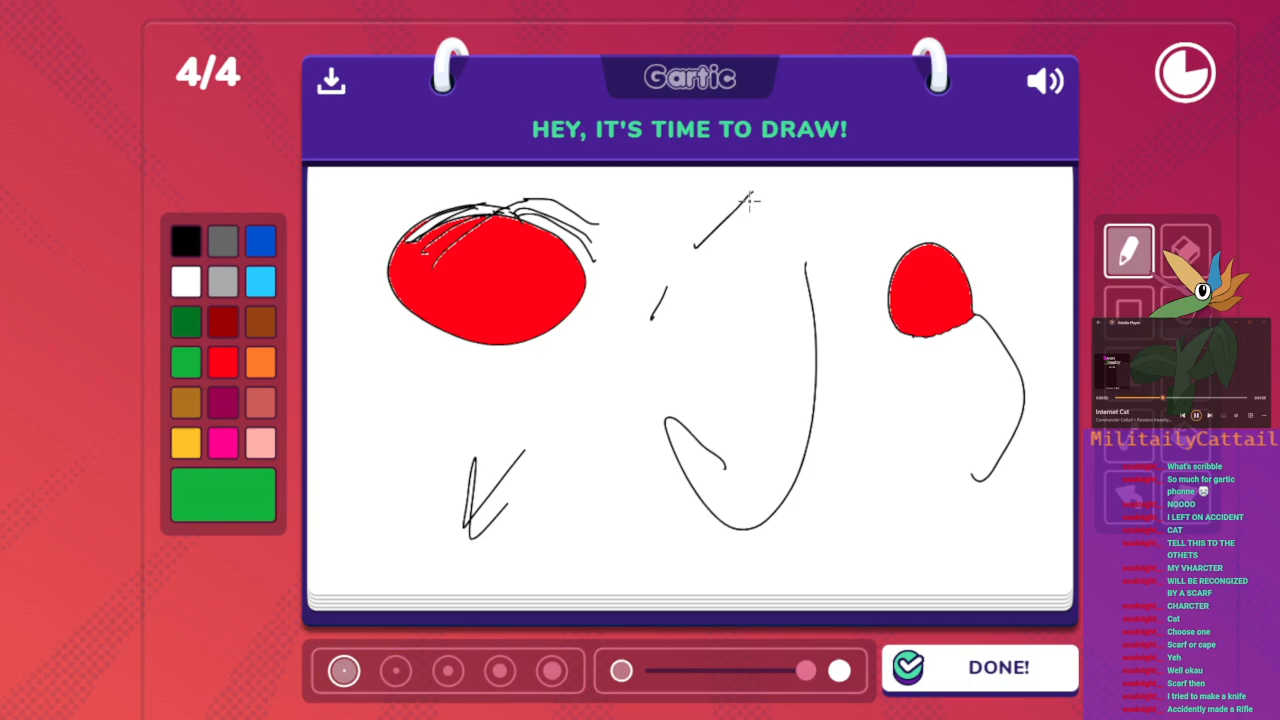 4/4
Gartic
HEY, IT'S TIME TO DRAW!
Media Player
Internet Cat
MilitailyCattail
What's scribble
So much for gartic
phonne
NOOOO
I LEFT ON ACCIDENT
CAT
TELL THIS TO THE
OTHETS
MY VHARCTER
WILL BE RECONGIZED
BY A SCARF
CHARCTER
Cat
Choose one
Scarf or cape
Yeh
Well okau
Scarf then
I tried to make a knife
Accidently made a Rifle
DONE!